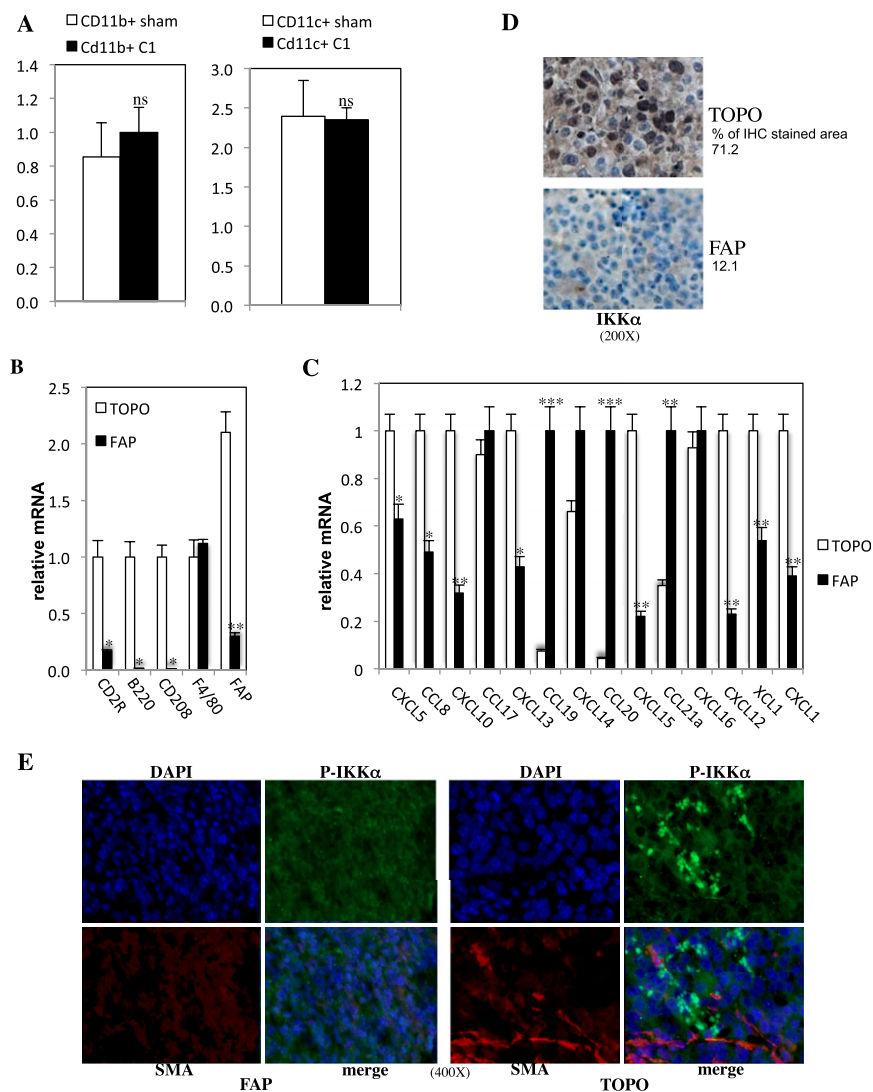 A
CD11b+ sham
Cd11b+ C1
1.4
1.2
1.0
0.8
0.6
0.4
0.2
0.0
ns
CD11c+ sham
Cd11c+ C1
3.0
2.5
2.0
1.5
1.0
0.5
0.0
ns
D
TOPO
% of IHC stained area
71.2
FAP
12.1
IKKα
(200X)
B
relative mRNA
2.5
2.0
1.5
1.0
0.5
0.0
TOPO
FAP
* * * **
CD2R
B220
CD208
F4/80
FAP
C
relative mRNA
1.2
1
0.8
0.6
0.4
0.2
0
* * ** * *** *** ** ** ** ** **
CXCL5
CCL8
CXCL10
CCL17
CXCL13
CCL19
CXCL14
CCL20
CXCL15
CCL21a
CXCL16
CXCL12
XCL1
CXCL1
TOPO
FAP
E
DAPI P-IKKα DAPI P-IKKα
SMA merge (400X) SMA merge
FAP TOPO